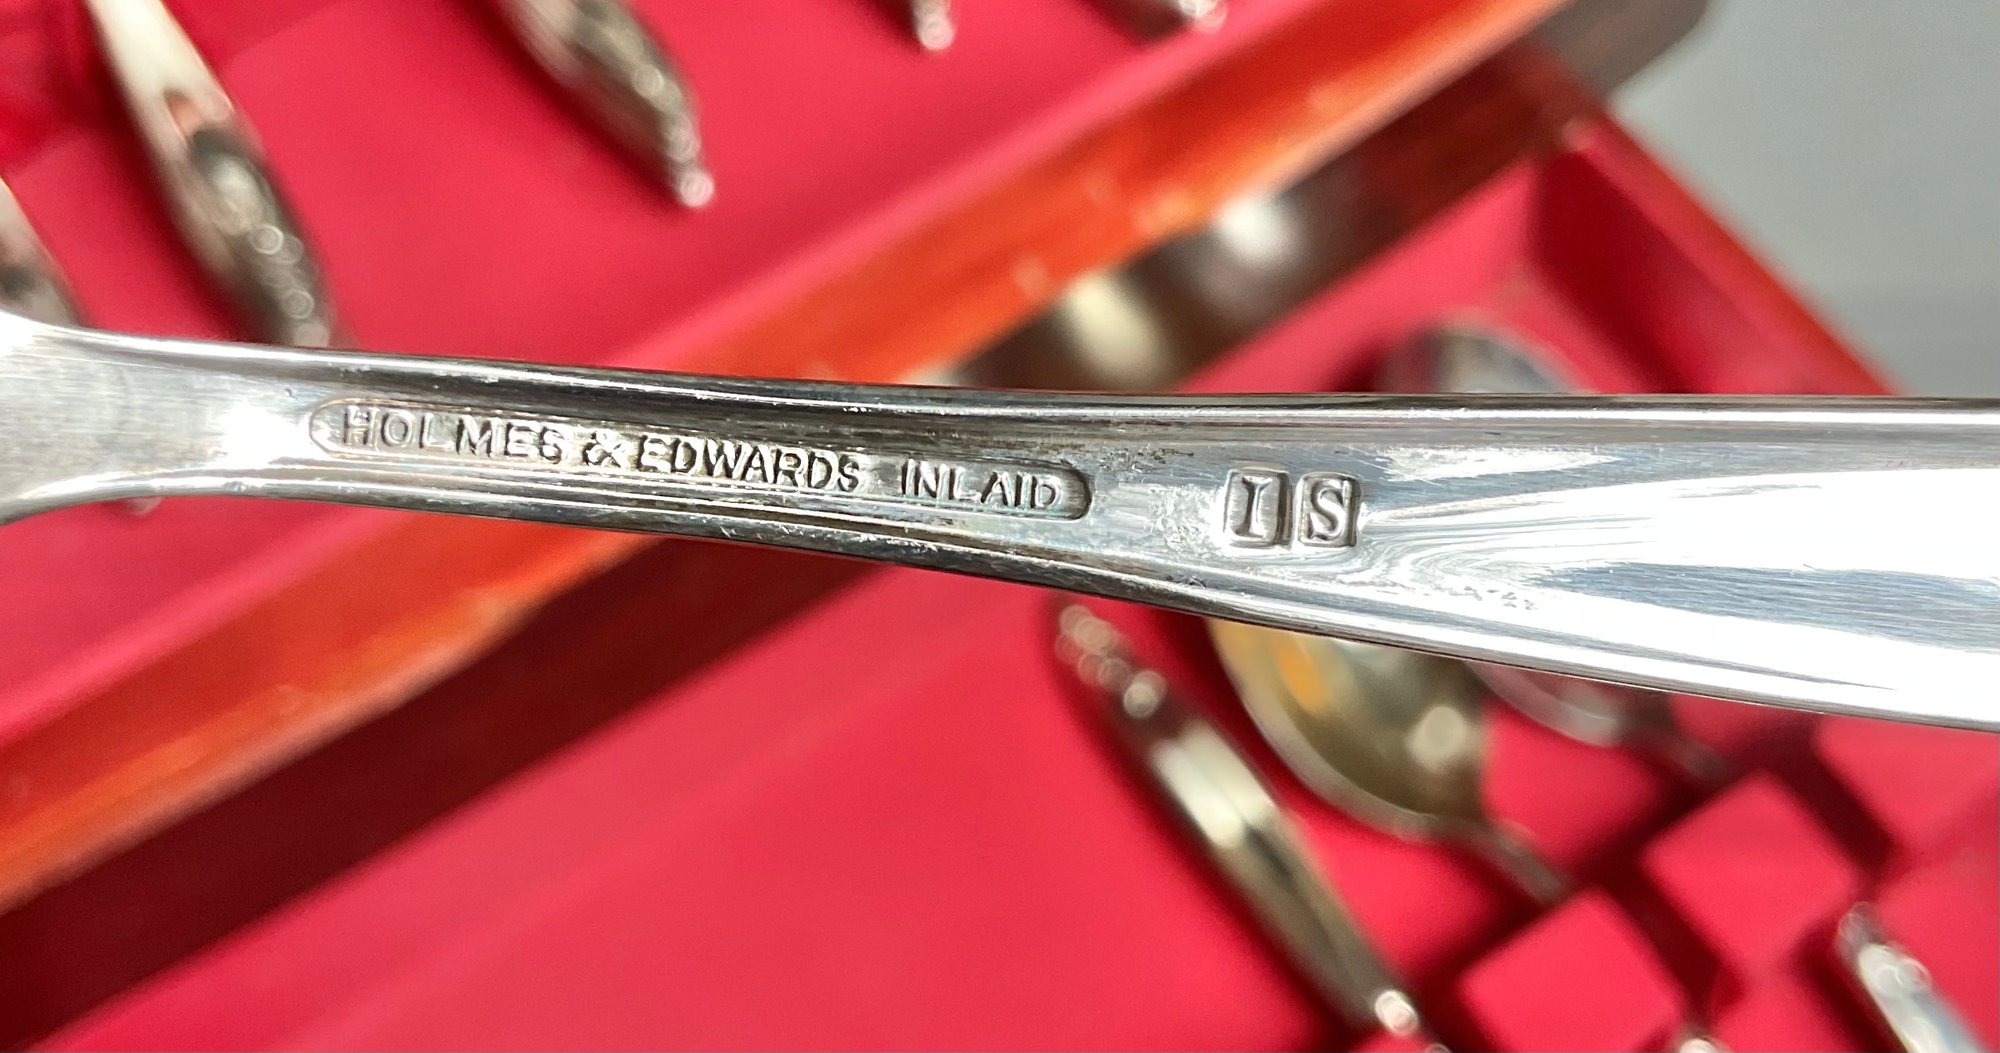 HOLMES & EDWARDS INLAID IS